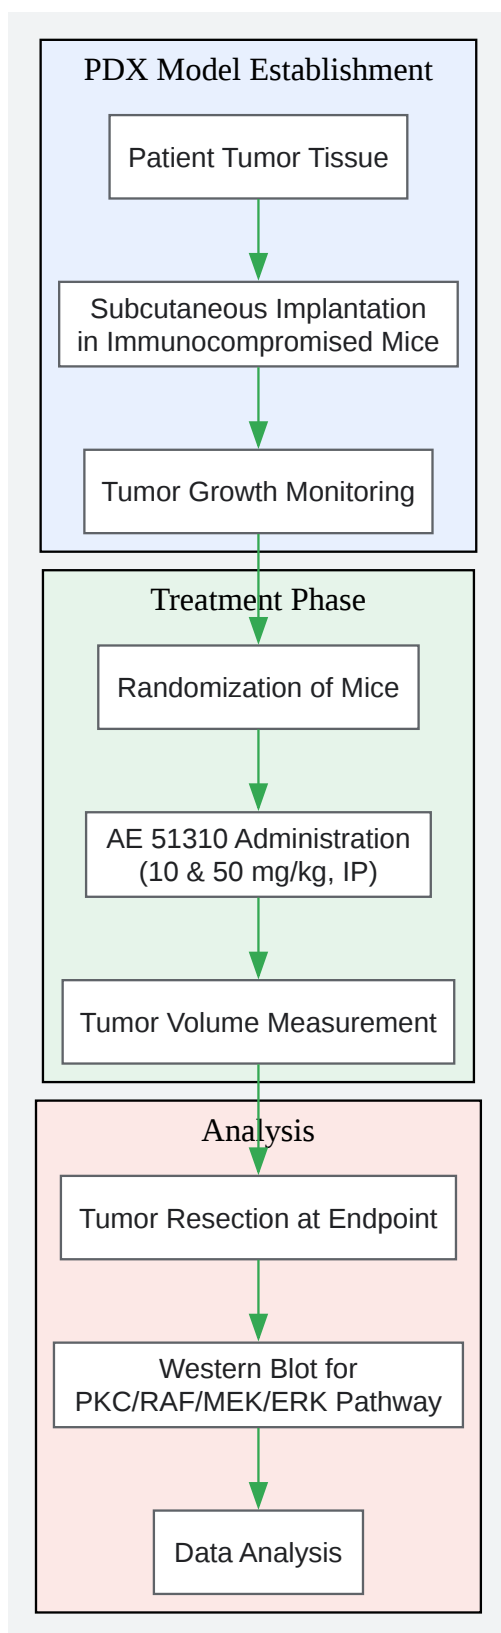 PDX Model Establishment
Patient Tumor Tissue
Subcutaneous Implantation
in Immunocompromised Mice
Tumor Growth Monitoring
Treatment Phase
Randomization of Mice
AE 51310 Administration
(10 & 50 mg/kg, IP)
Tumor Volume Measurement
Analysis
Tumor Resection at Endpoint
Western Blot for
PKC/RAF/MEK/ERK Pathway
Data Analysis